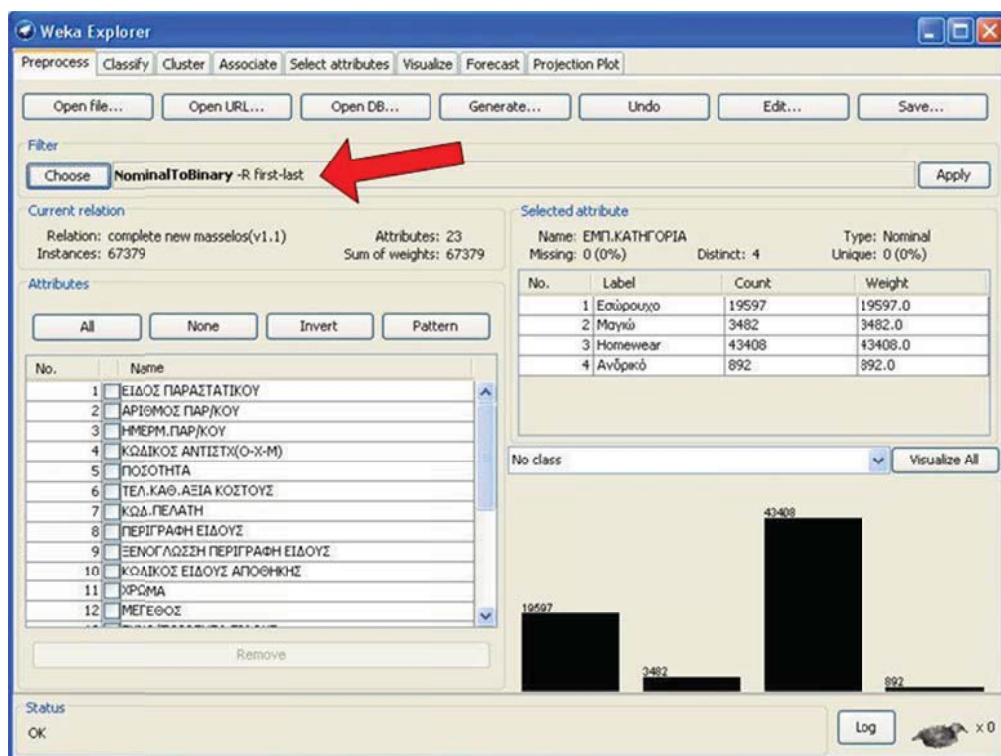 Weka Explorer
Preprocess Classify Cluster Associate Select attributes Visualize Forecast Projection Plot
Open file... Open URL... Open DB... Generate... Undo Edit... Save...
Filter
Choose NominalToBinary -R first-last Apply
Current relation
Relation: complete new masselos(v1.1) Attributes: 23
Instances: 67379 Sum of weights: 67379
Attributes
All None Invert Pattern
No. Name
1 ΕΙΔΟΣ ΠΑΡΑΣΤΑΤΙΚΟΥ
2 ΑΡΙΘΜΟΣ ΠΑΡ/ΚΟΥ
3 ΗΜΕΡΜ.ΠΑΡ/ΚΟΥ
4 ΚΩΔΙΚΟΣ ΑΝΤΙΣΤΧ(Ο-Χ-Μ)
5 ΠΟΣΟΤΗΤΑ
6 ΤΕΛ.ΚΑΘ.ΑΞΙΑ ΚΟΣΤΟΥΣ
7 ΚΩΔ.ΠΕΛΑΤΗ
8 ΠΕΡΙΓΡΑΦΗ ΕΙΔΟΥΣ
9 ΞΕΝΟΓΛΩΣΣΗ ΠΕΡΙΓΡΑΦΗ ΕΙΔΟΥΣ
10 ΚΩΔΙΚΟΣ ΕΙΔΟΥΣ ΑΠΟΘΗΚΗΣ
11 ΧΡΩΜΑ
12 ΜΕΓΕΘΟΣ
Remove
Selected attribute
Name: ΕΜΠ.ΚΑΤΗΓΟΡΙΑ Type: Nominal
Missing: 0 (0%) Distinct: 4 Unique: 0 (0%)
No. Label Count Weight
1 Εσώρουχο 19597 19597.0
2 Μαγιώ 3482 3482.0
3 Homewear 43408 43408.0
4 Ανδρικό 892 892.0
No class Visualize All
43408
19597
3482
892
Status
OK
Log x 0